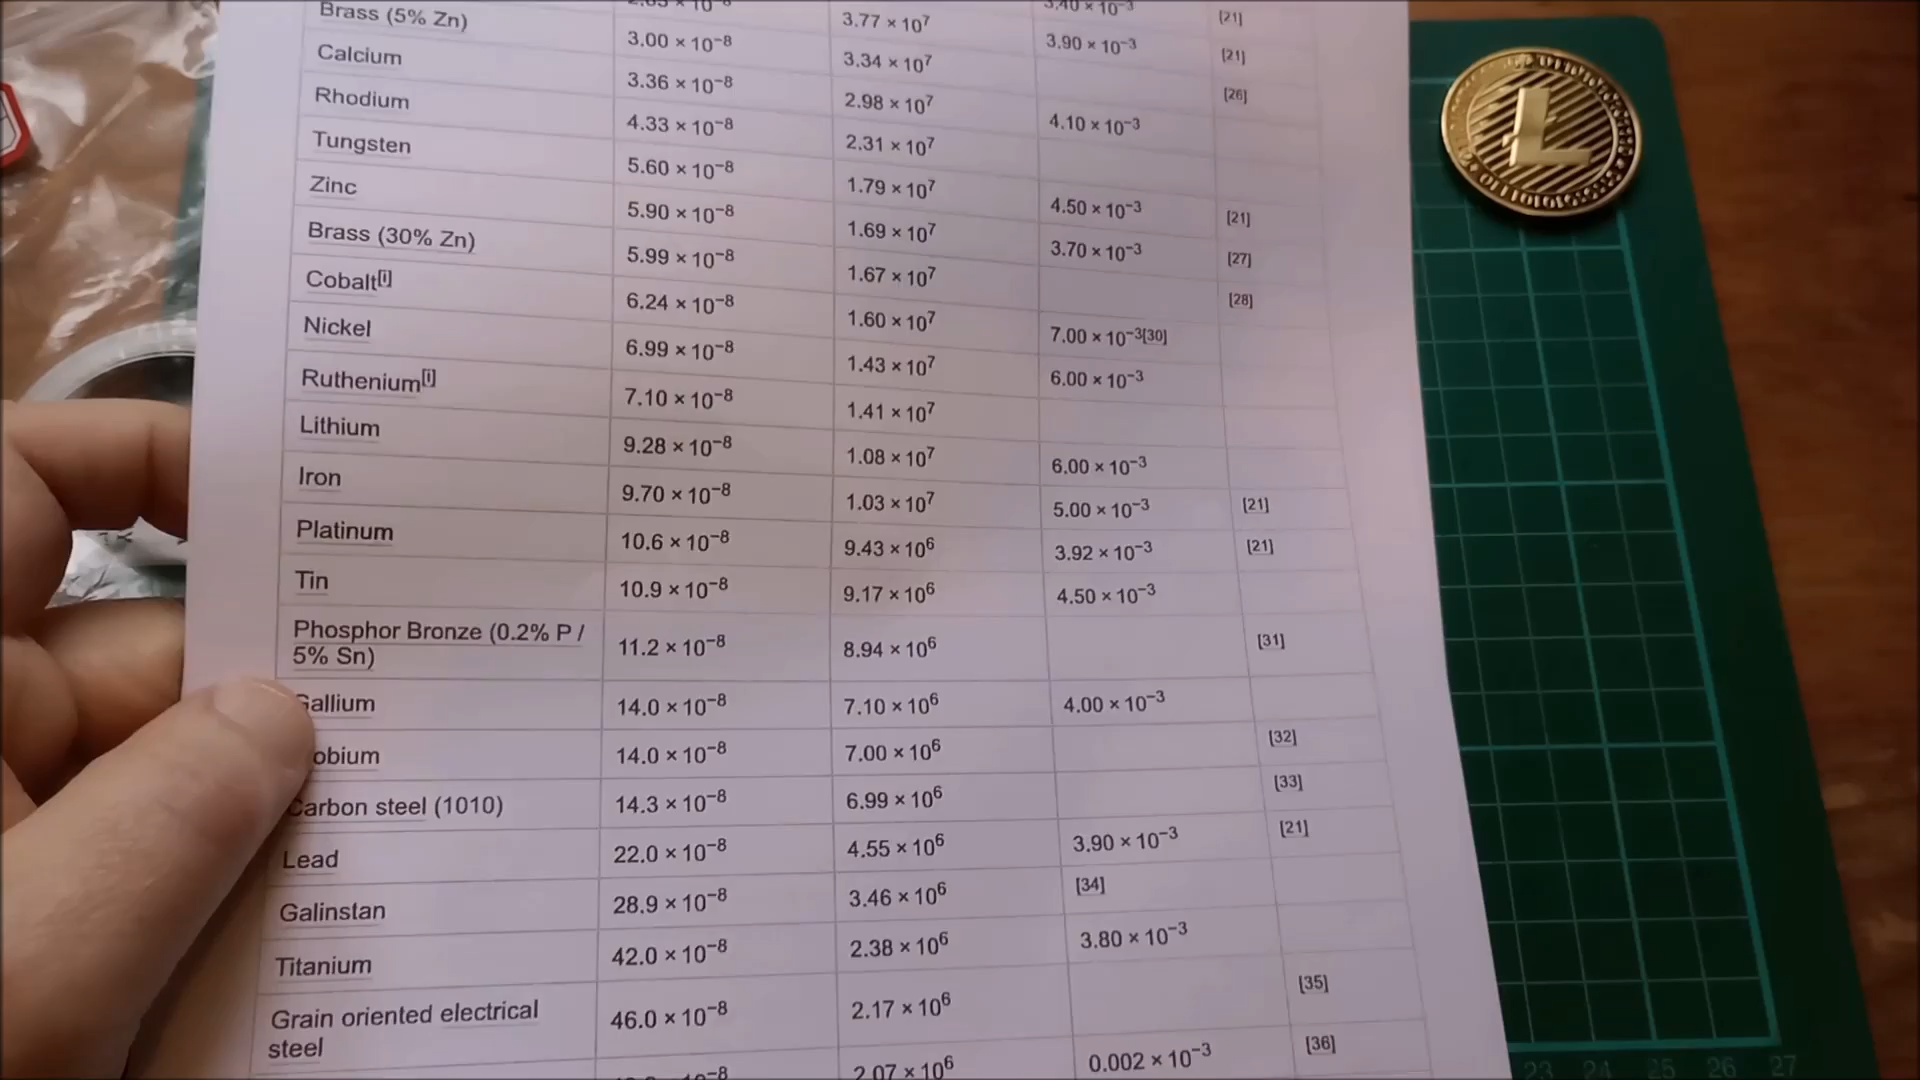 3.40 × 10⁻³ [21]
3.77 × 10⁷ 3.90 × 10⁻³ [21]
Brass (5% Zn) 3.00 × 10⁻⁸ 3.34 × 10⁷ [26]
Calcium 3.36 × 10⁻⁸ 2.98 × 10⁷ 4.10 × 10⁻³
Rhodium 4.33 × 10⁻⁸ 2.31 × 10⁷
Tungsten 5.60 × 10⁻⁸ 1.79 × 10⁷ 4.50 × 10⁻³ [21]
Zinc 5.90 × 10⁻⁸ 1.69 × 10⁷ 3.70 × 10⁻³ [27]
Brass (30% Zn) 5.99 × 10⁻⁸ 1.67 × 10⁷ [28]
Cobalt[i] 6.24 × 10⁻⁸ 1.60 × 10⁷ 7.00 × 10⁻³[30]
Nickel 6.99 × 10⁻⁸ 1.43 × 10⁷ 6.00 × 10⁻³
Ruthenium[i] 7.10 × 10⁻⁸ 1.41 × 10⁷
Lithium 9.28 × 10⁻⁸ 1.08 × 10⁷ 6.00 × 10⁻³
Iron 9.70 × 10⁻⁸ 1.03 × 10⁷ 5.00 × 10⁻³ [21]
Platinum 10.6 × 10⁻⁸ 9.43 × 10⁶ 3.92 × 10⁻³ [21]
Tin 10.9 × 10⁻⁸ 9.17 × 10⁶ 4.50 × 10⁻³
Phosphor Bronze (0.2% P /
5% Sn) 11.2 × 10⁻⁸ 8.94 × 10⁶ [31]
Gallium 14.0 × 10⁻⁸ 7.10 × 10⁶ 4.00 × 10⁻³
obium 14.0 × 10⁻⁸ 7.00 × 10⁶ [32]
Carbon steel (1010) 14.3 × 10⁻⁸ 6.99 × 10⁶ [33]
Lead 22.0 × 10⁻⁸ 4.55 × 10⁶ 3.90 × 10⁻³ [21]
Galinstan 28.9 × 10⁻⁸ 3.46 × 10⁶ [34]
Titanium 42.0 × 10⁻⁸ 2.38 × 10⁶ 3.80 × 10⁻³
Grain oriented electrical
steel 46.0 × 10⁻⁸ 2.17 × 10⁶ [35]
2.07 × 10⁶ 0.002 × 10⁻³ [36]
23 24 25 26 27